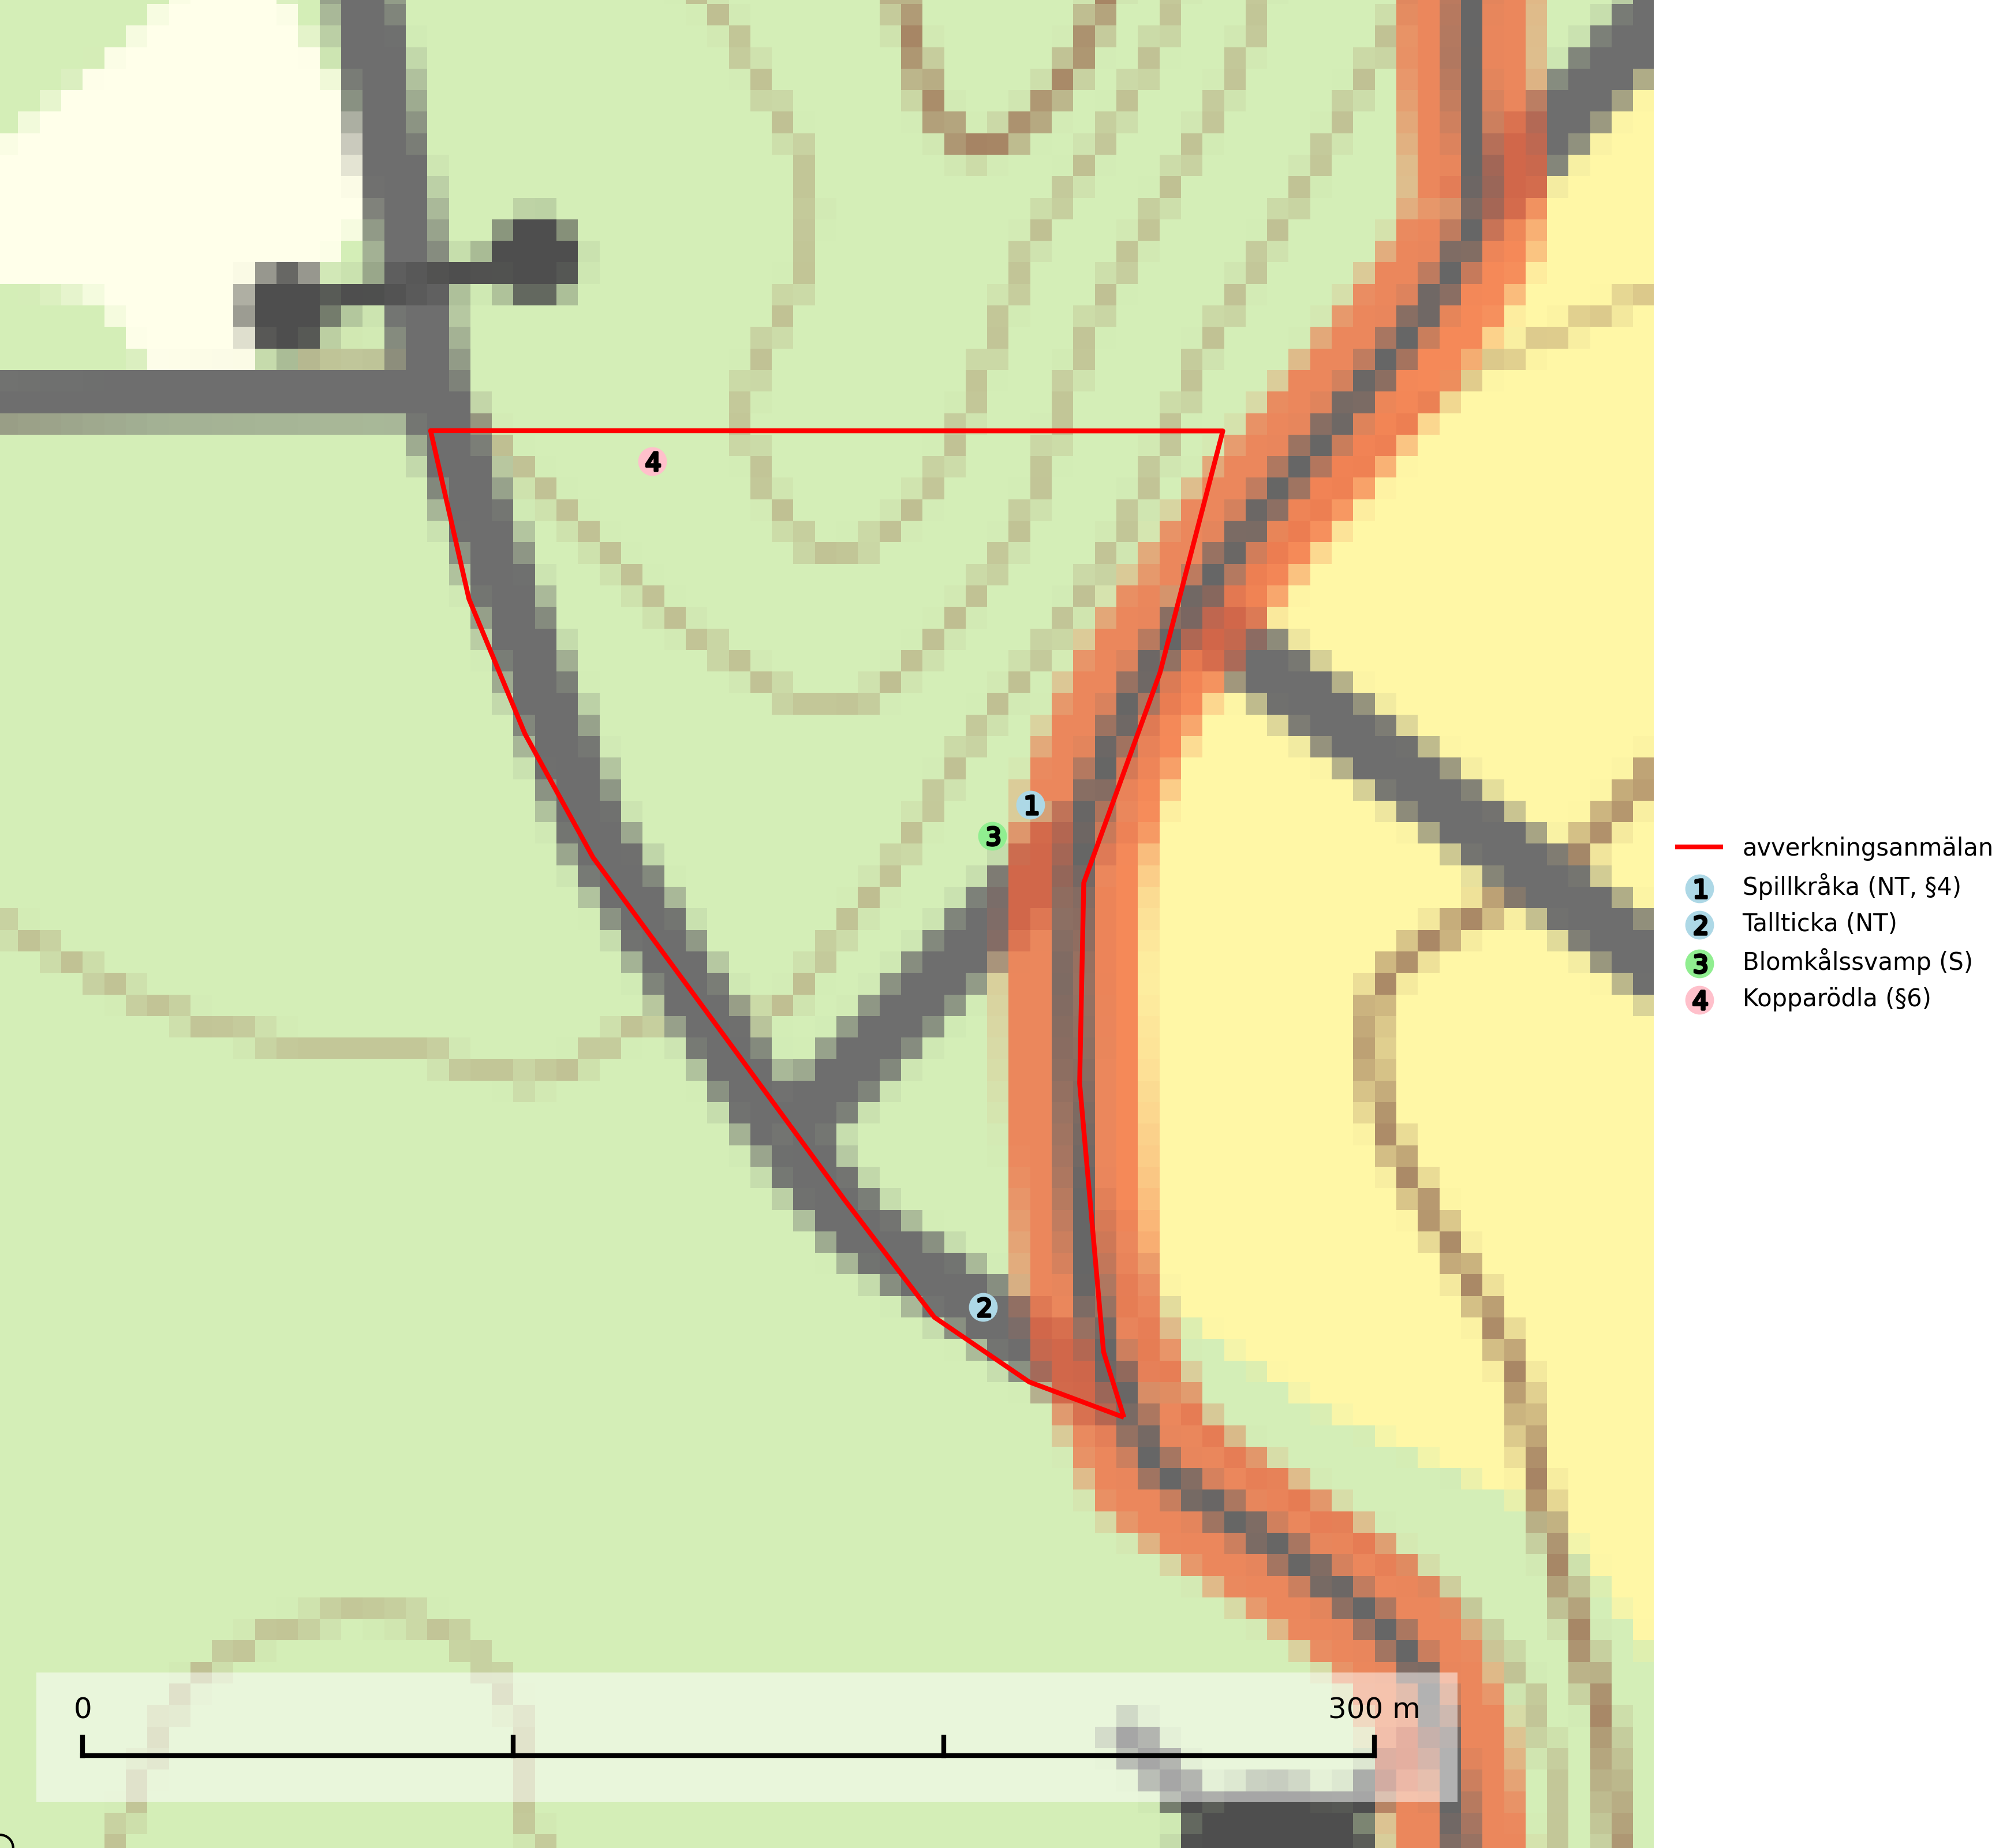 4
1
3
2
avverkningsanmälan
1 Spillkråka (NT, §4)
2 Tallticka (NT)
3 Blomkålssvamp (S)
4 Kopparödla (§6)
0 300 m